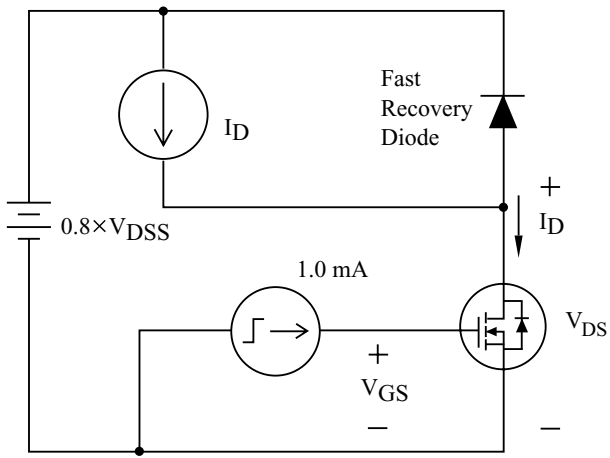 Fast
Recovery
Diode
I_D
+
I_D
0.8×V_DSS
1.0 mA
V_DS
+
V_GS
−
−